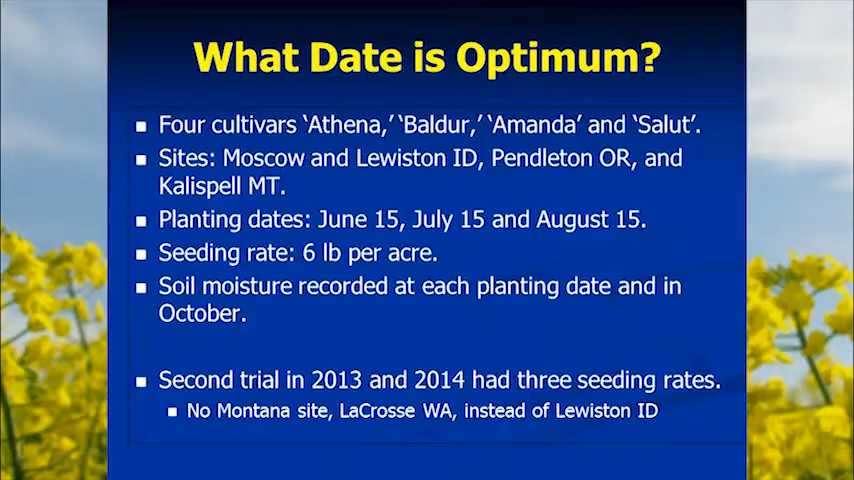 What Date is Optimum?
Four cultivars ‘Athena,’ ‘Baldur,’ ‘Amanda’ and ‘Salut’.
Sites: Moscow and Lewiston ID, Pendleton OR, and
Kalispell MT.
Planting dates: June 15, July 15 and August 15.
Seeding rate: 6 lb per acre.
Soil moisture recorded at each planting date and in
October.
Second trial in 2013 and 2014 had three seeding rates.
No Montana site, LaCrosse WA, instead of Lewiston ID